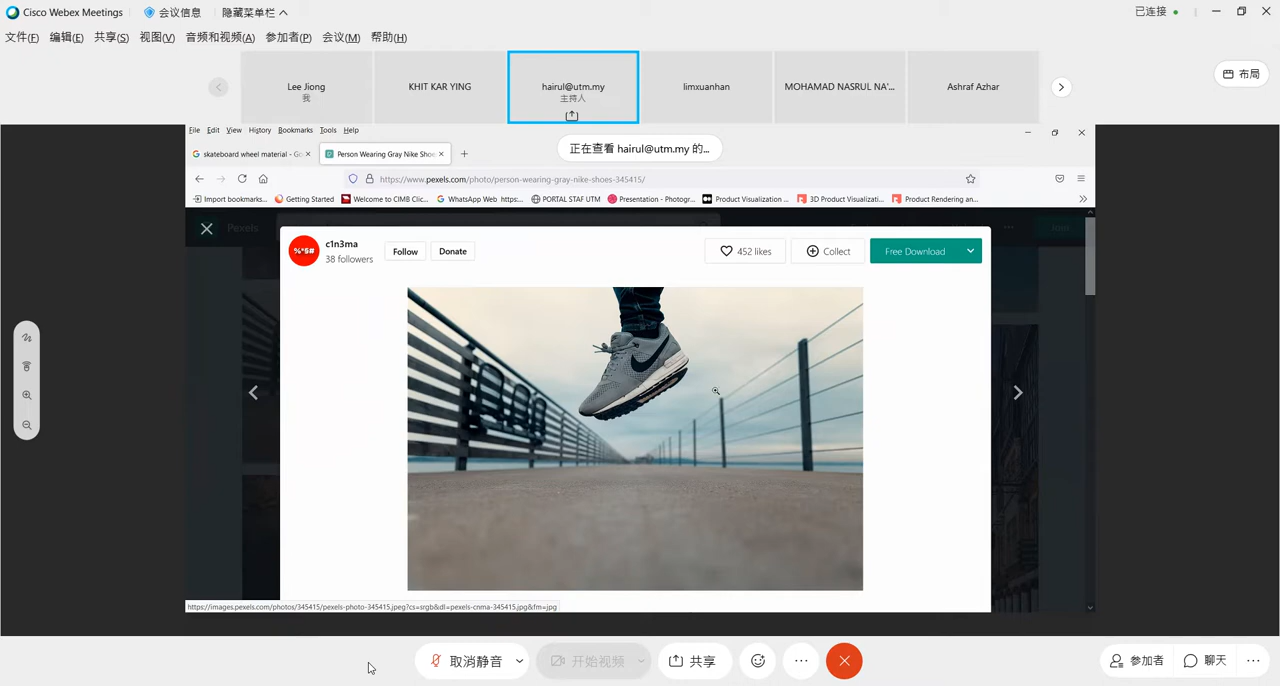 Cisco Webex Meetings 会议信息 隐藏菜单栏 已连接
文件(F) 编辑(E) 共享(S) 视图(V) 音频和视频(A) 参加者(P) 会议(M) 帮助(H)
Lee Jiong
我
KHIT KAR YING
hairul@utm.my
主持人
limxuanhan
MOHAMAD NASRUL NA'...
Ashraf Azhar
布局
File Edit View History Bookmarks Tools Help
正在查看 hairul@utm.my 的...
skateboard wheel material - Go
Person Wearing Gray Nike Shoe
https://www.pexels.com/photo/person-wearing-gray-nike-shoes-345415/
Import bookmarks... Getting Started Welcome to CIMB Clic... WhatsApp Web https:... PORTAL STAF UTM Presentation - Photogr... Product Visualization ... 3D Product Visualizati... Product Rendering an...
Pexels
Join
%*$#
c1n3ma
38 followers
Follow
Donate
452 likes
Collect
Free Download
https://images.pexels.com/photos/345415/pexels-photo-345415.jpeg?cs=srgb&dl=pexels-cnma-345415.jpg&fm=jpg
取消静音 开始视频 共享 参加者 聊天